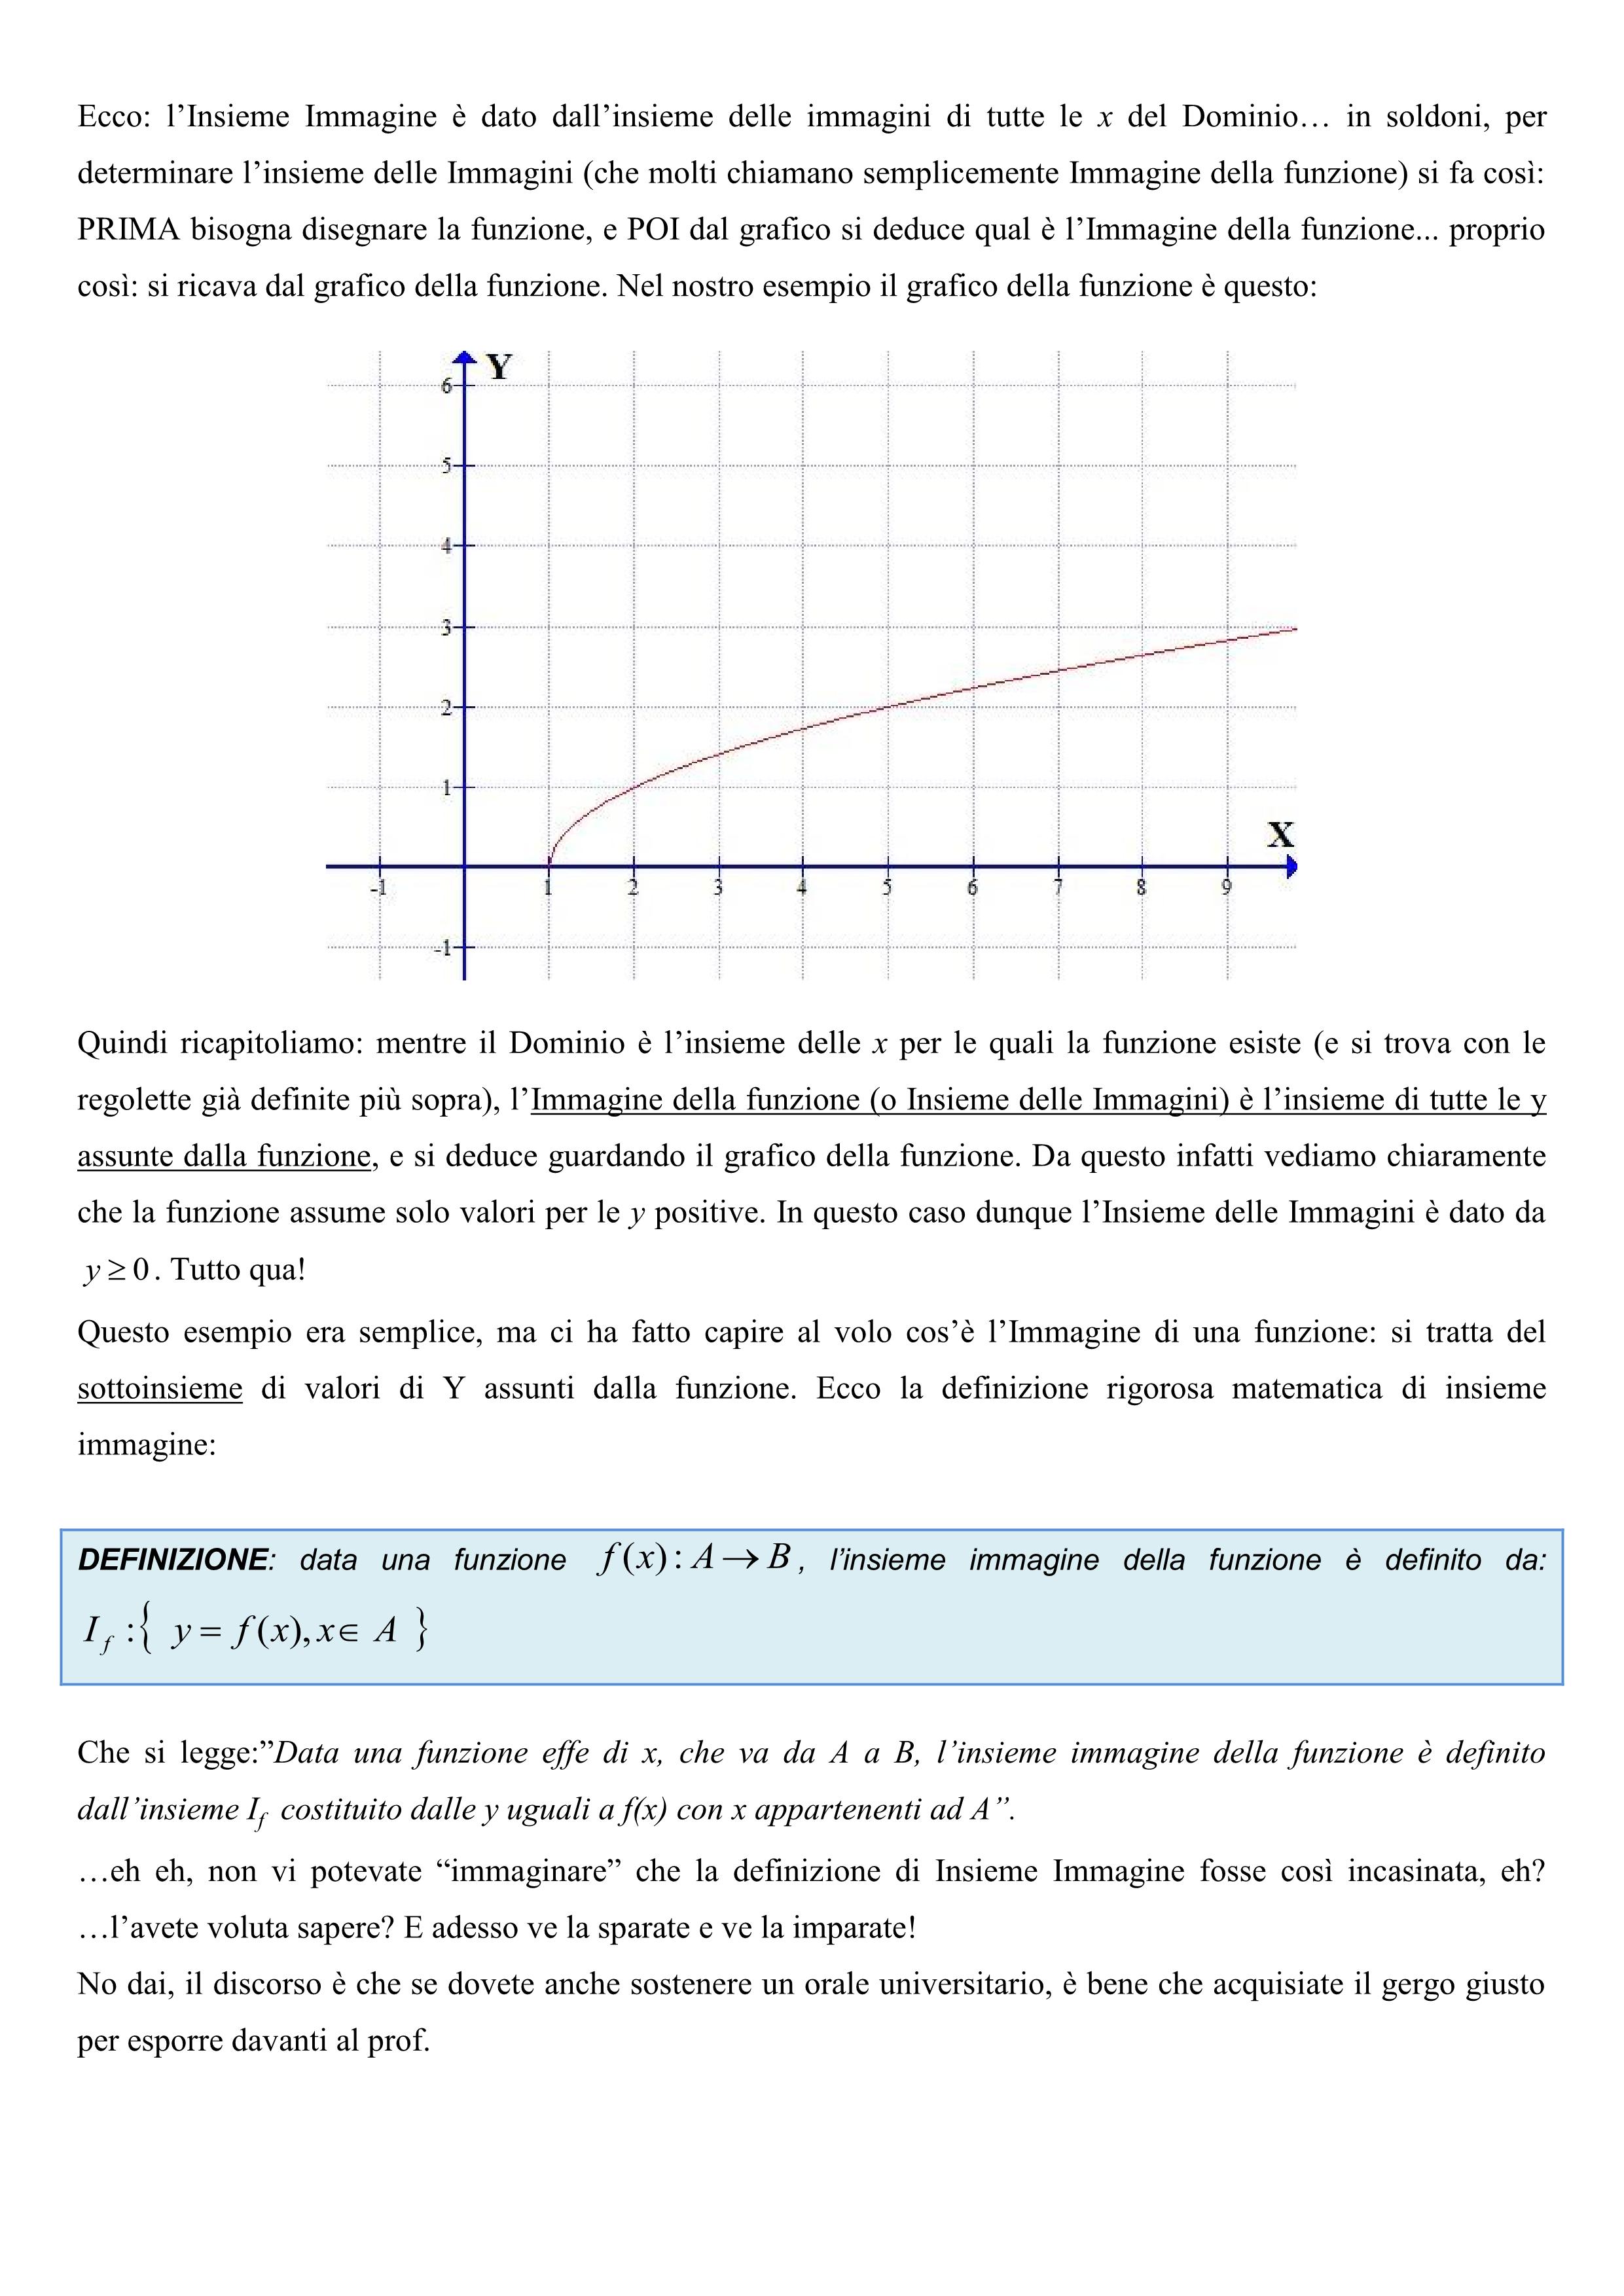 Ecco: l’Insieme Immagine è dato dall’insieme delle immagini di tutte le x del Dominio… in soldoni, per
determinare l’insieme delle Immagini (che molti chiamano semplicemente Immagine della funzione) si fa così:
PRIMA bisogna disegnare la funzione, e POI dal grafico si deduce qual è l’Immagine della funzione... proprio
così: si ricava dal grafico della funzione. Nel nostro esempio il grafico della funzione è questo:
Y
6
5
4
3
2
1
X
-1 1 2 3 4 5 6 7 8 9
-1
Quindi ricapitoliamo: mentre il Dominio è l’insieme delle x per le quali la funzione esiste (e si trova con le
regolette già definite più sopra), l’Immagine della funzione (o Insieme delle Immagini) è l’insieme di tutte le y
assunte dalla funzione, e si deduce guardando il grafico della funzione. Da questo infatti vediamo chiaramente
che la funzione assume solo valori per le y positive. In questo caso dunque l’Insieme delle Immagini è dato da
y ≥ 0. Tutto qua!
Questo esempio era semplice, ma ci ha fatto capire al volo cos’è l’Immagine di una funzione: si tratta del
sottoinsieme di valori di Y assunti dalla funzione. Ecco la definizione rigorosa matematica di insieme
immagine:
DEFINIZIONE: data una funzione f(x): A → B, l’insieme immagine della funzione è definito da:
I_f :{ y = f(x), x ∈ A }
Che si legge:”Data una funzione effe di x, che va da A a B, l’insieme immagine della funzione è definito
dall’insieme I_f costituito dalle y uguali a f(x) con x appartenenti ad A”.
…eh eh, non vi potevate “immaginare” che la definizione di Insieme Immagine fosse così incasinata, eh?
…l’avete voluta sapere? E adesso ve la sparate e ve la imparate!
No dai, il discorso è che se dovete anche sostenere un orale universitario, è bene che acquisiate il gergo giusto
per esporre davanti al prof.